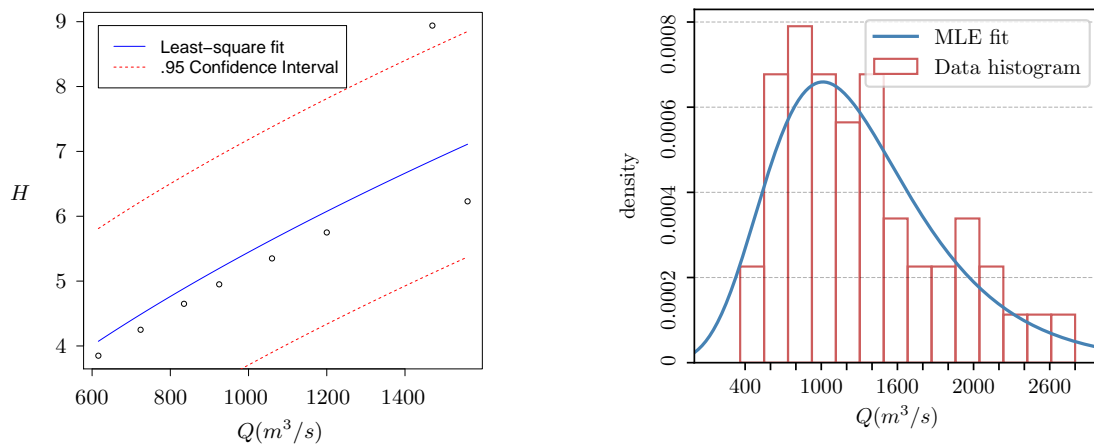 9
8
7
6
5
4
H
Least-square fit
.95 Confidence Interval
600 800 1000 1200 1400
Q(m³/s)
0.0008
0.0006
0.0004
0.0002
0
density
MLE fit
Data histogram
400 1000 1600 2000 2600
Q(m³/s)